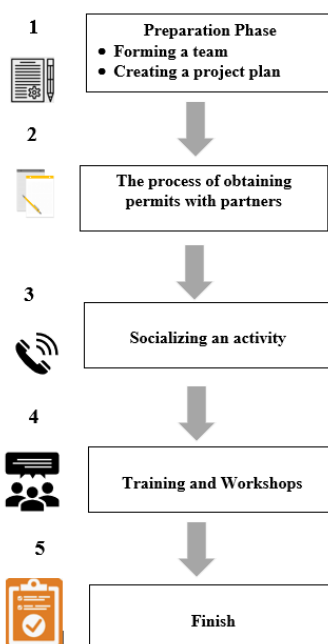 1
Preparation Phase
• Forming a team
• Creating a project plan
2
The process of obtaining
permits with partners
3
Socializing an activity
4
Training and Workshops
5
Finish